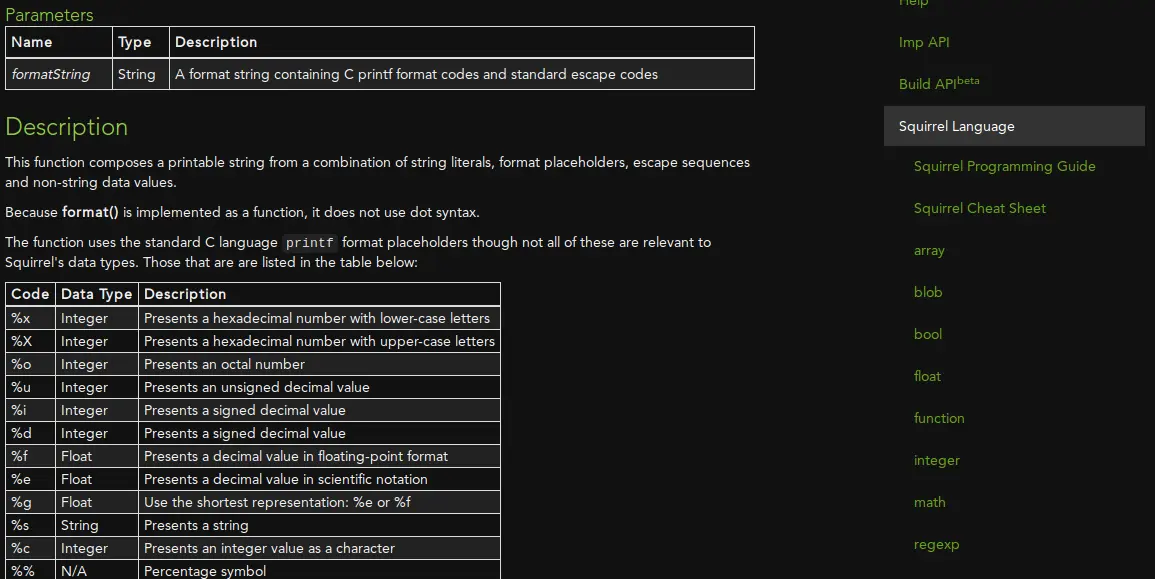 Parameters
Name Type Description
formatString String A format string containing C printf format codes and standard escape codes
Description
This function composes a printable string from a combination of string literals, format placeholders, escape sequences
and non-string data values.
Because format() is implemented as a function, it does not use dot syntax.
The function uses the standard C language printf format placeholders though not all of these are relevant to
Squirrel's data types. Those that are are listed in the table below:
Code Data Type Description
%x Integer Presents a hexadecimal number with lower-case letters
%X Integer Presents a hexadecimal number with upper-case letters
%o Integer Presents an octal number
%u Integer Presents an unsigned decimal value
%i Integer Presents a signed decimal value
%d Integer Presents a signed decimal value
%f Float Presents a decimal value in floating-point format
%e Float Presents a decimal value in scientific notation
%g Float Use the shortest representation: %e or %f
%s String Presents a string
%c Integer Presents an integer value as a character
%% N/A Percentage symbol
Help
Imp API
Build APIbeta
Squirrel Language
Squirrel Programming Guide
Squirrel Cheat Sheet
array
blob
bool
float
function
integer
math
regexp